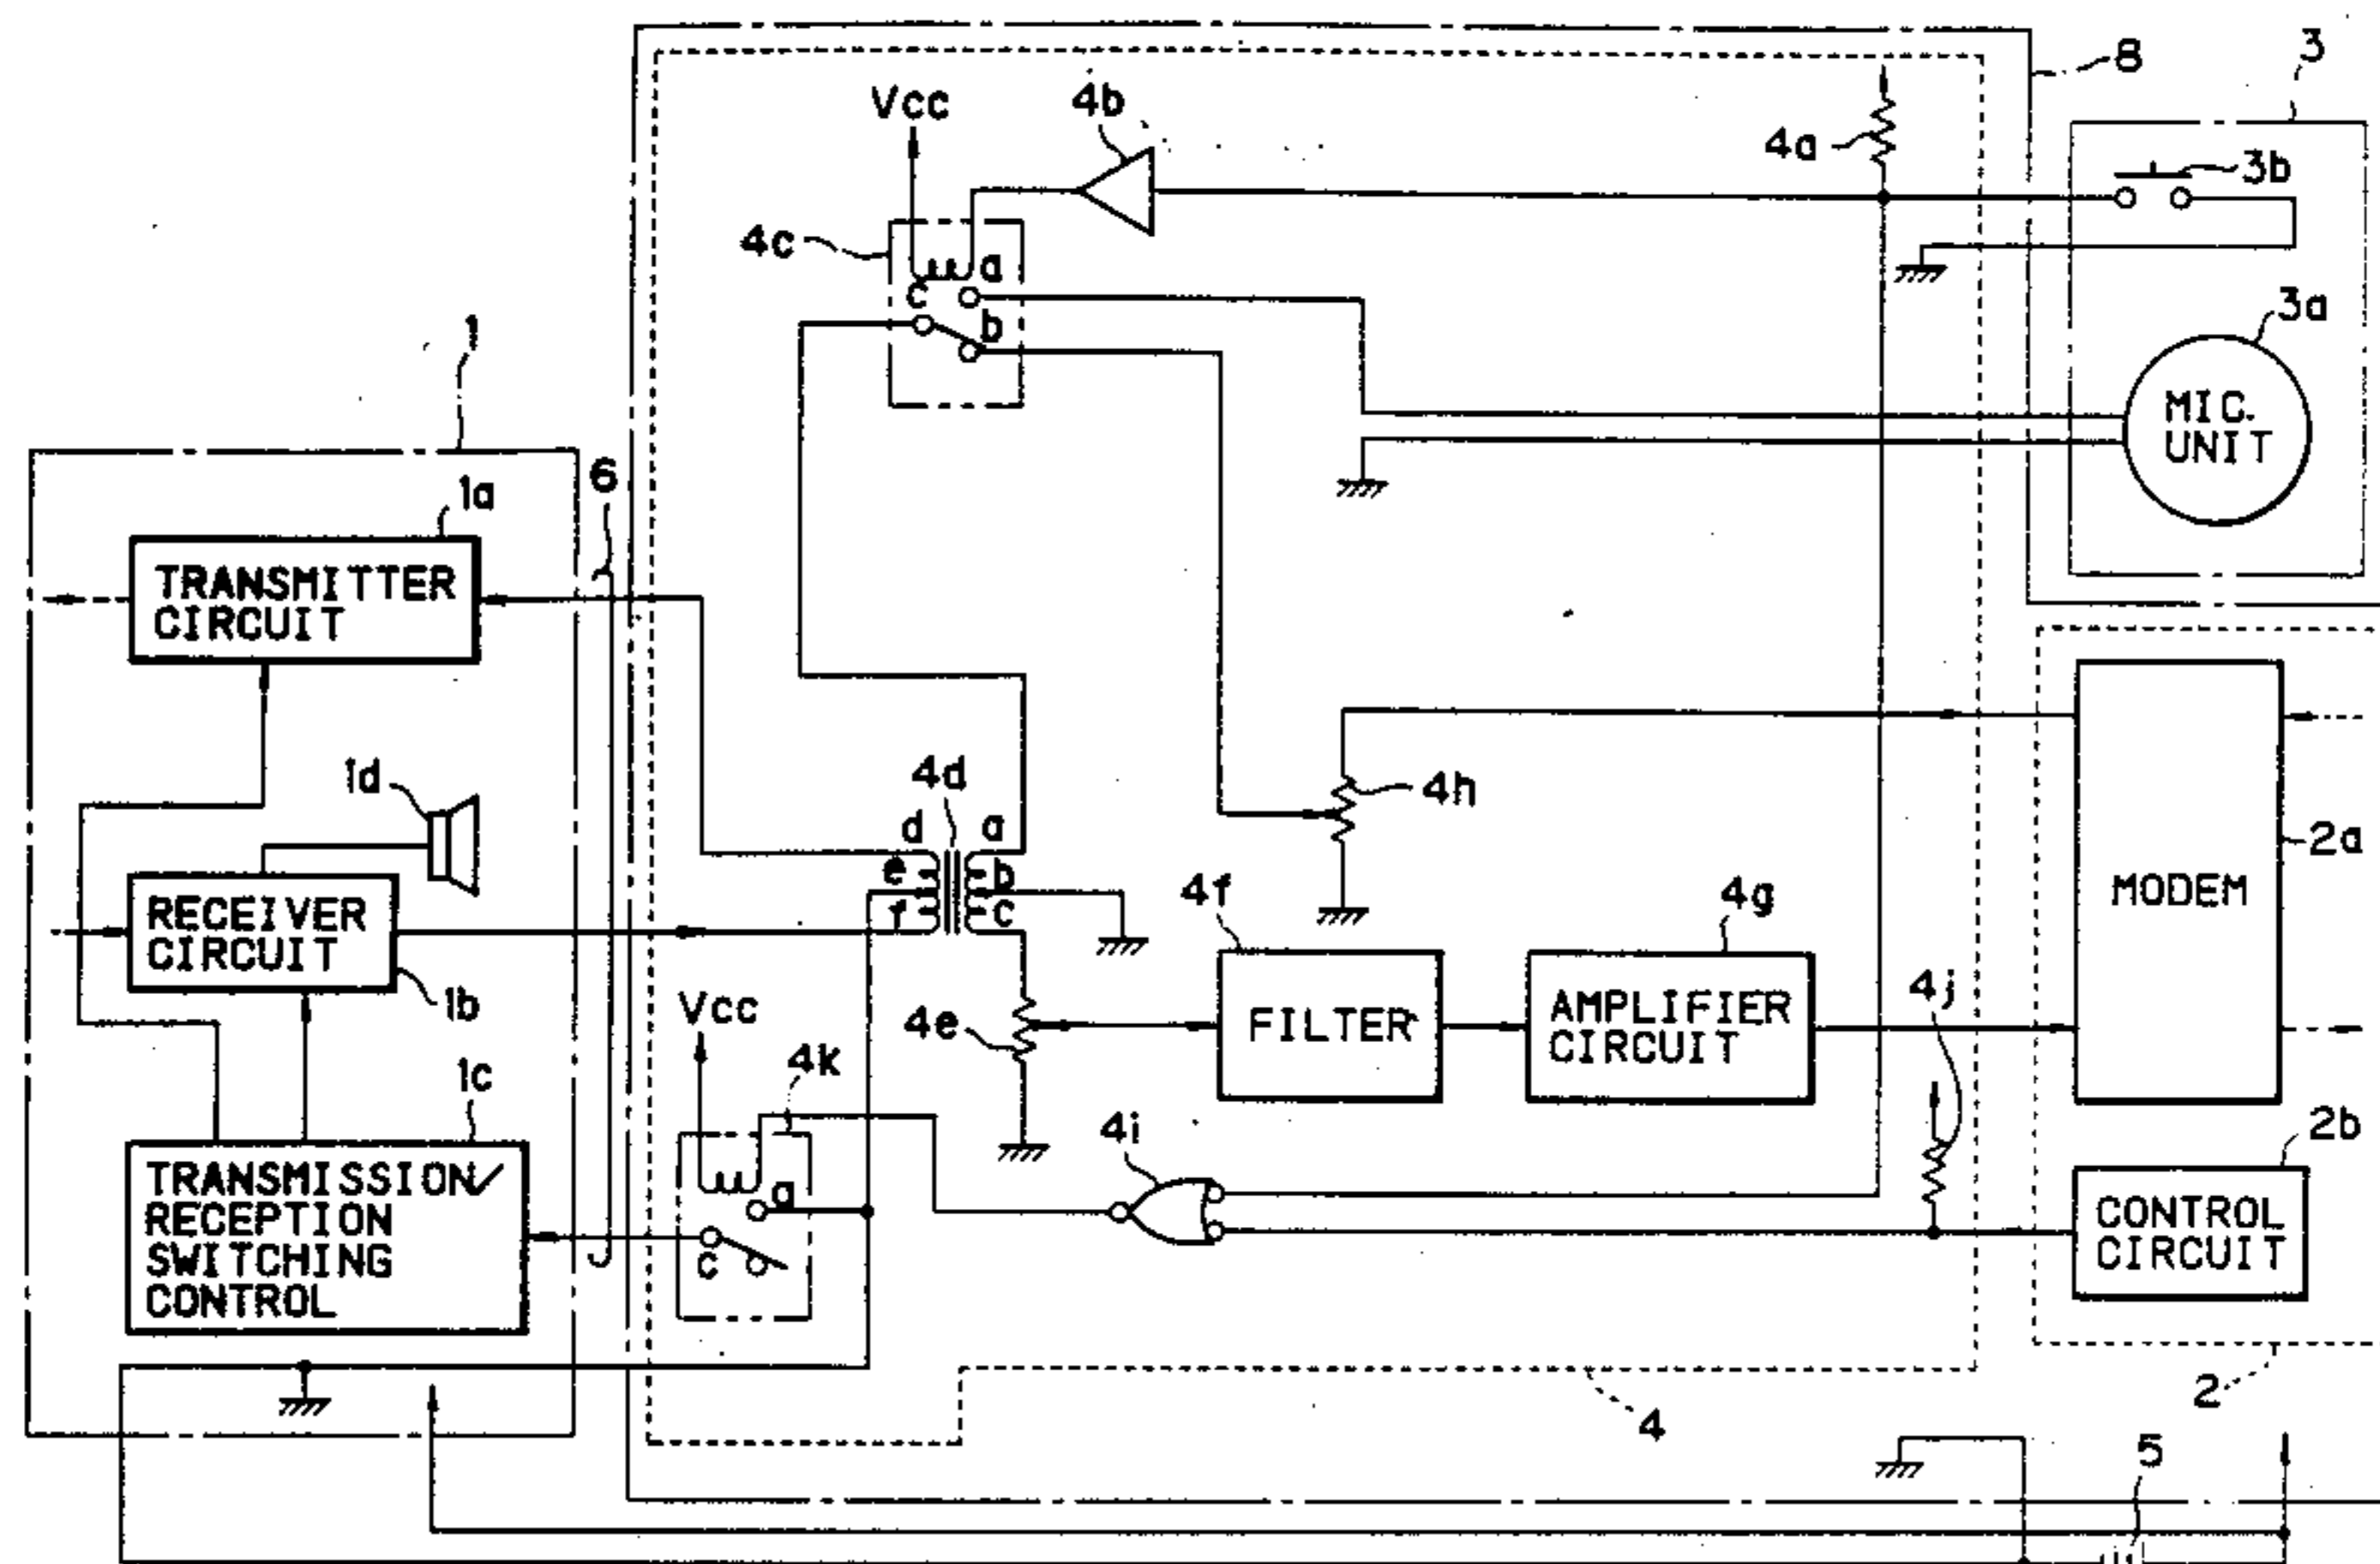 8
3
Vcc
4b
4a
3b
4c
a
c
b
3a
MIC.
UNIT
1
6
1a
TRANSMITTER
CIRCUIT
1d
4d
4h
d
a
e
b
f
c
2a
MODEM
RECEIVER
CIRCUIT
1b
4f
4g
4j
Vcc
4e
FILTER
AMPLIFIER
CIRCUIT
4k
1c
4i
2b
TRANSMISSION/
RECEPTION
SWITCHING
CONTROL
a
c
CONTROL
CIRCUIT
2
4
5